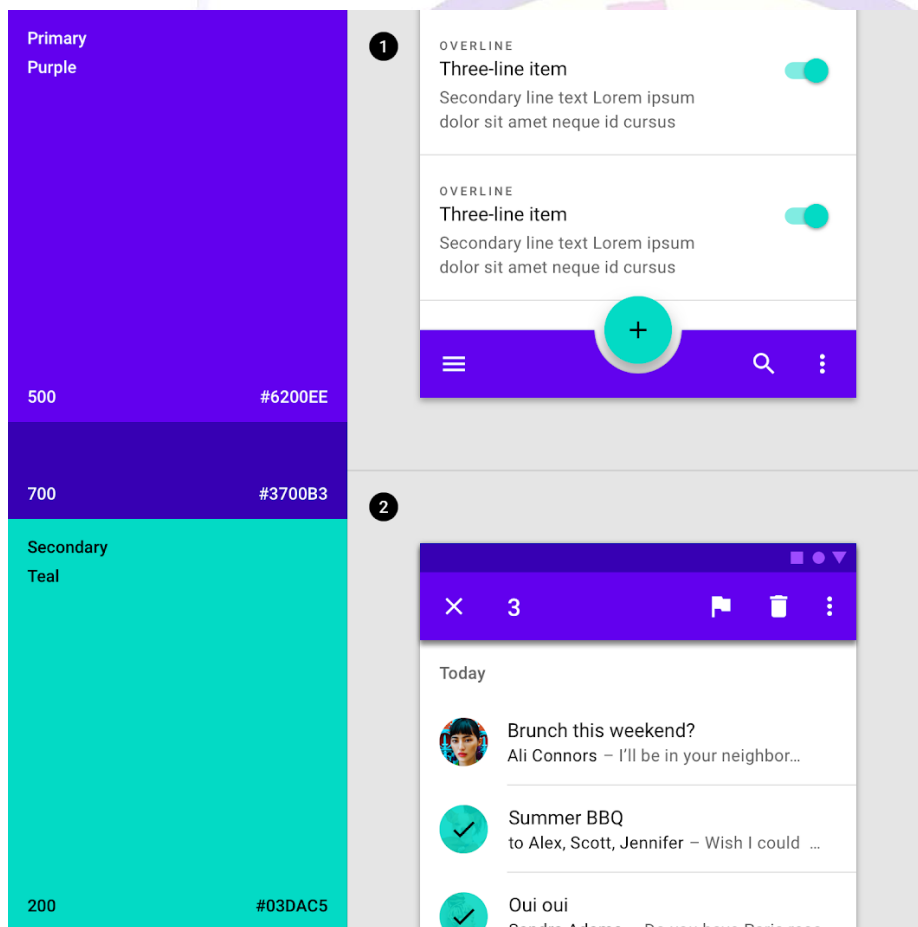 Primary
Purple
500 #6200EE
700 #3700B3
Secondary
Teal
200 #03DAC5
1
OVERLINE
Three-line item
Secondary line text Lorem ipsum
dolor sit amet neque id cursus
OVERLINE
Three-line item
Secondary line text Lorem ipsum
dolor sit amet neque id cursus
2
3
Today
Brunch this weekend?
Ali Connors – I'll be in your neighbor…
Summer BBQ
to Alex, Scott, Jennifer – Wish I could …
Oui oui